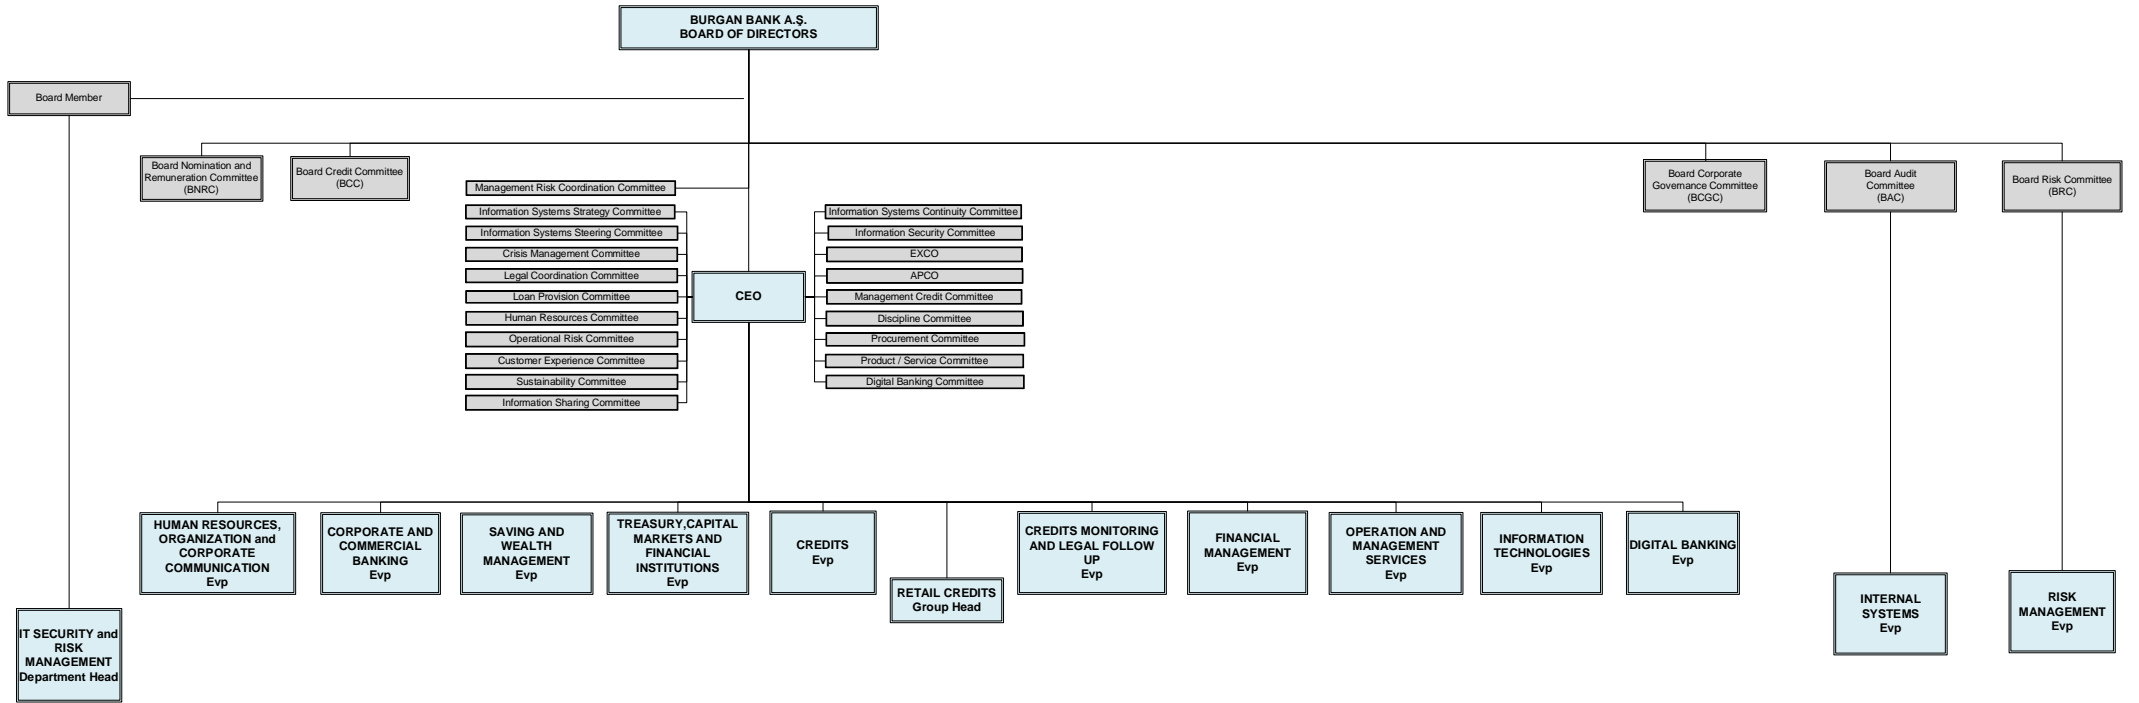 BURGAN BANK A.Ş.
BOARD OF DIRECTORS
Board Member
Board Nomination and
Remuneration Committee
(BNRC)
Board Credit Committee
(BCC)
Board Corporate
Governance Committee
(BCGC)
Board Audit
Committee
(BAC)
Board Risk Committee
(BRC)
Management Risk Coordination Committee
Information Systems Strategy Committee
Information Systems Steering Committee
Crisis Management Committee
Legal Coordination Committee
Loan Provision Committee
Human Resources Committee
Operational Risk Committee
Customer Experience Committee
Sustainability Committee
Information Sharing Committee
CEO
Information Systems Continuity Committee
Information Security Committee
EXCO
APCO
Management Credit Committee
Discipline Committee
Procurement Committee
Product / Service Committee
Digital Banking Committee
HUMAN RESOURCES,
ORGANIZATION and
CORPORATE
COMMUNICATION
Evp
CORPORATE AND
COMMERCIAL
BANKING
Evp
SAVING AND
WEALTH
MANAGEMENT
Evp
TREASURY,CAPITAL
MARKETS AND
FINANCIAL
INSTITUTIONS
Evp
CREDITS
Evp
RETAIL CREDITS
Group Head
CREDITS MONITORING
AND LEGAL FOLLOW
UP
Evp
FINANCIAL
MANAGEMENT
Evp
OPERATION AND
MANAGEMENT
SERVICES
Evp
INFORMATION
TECHNOLOGIES
Evp
DIGITAL BANKING
Evp
INTERNAL
SYSTEMS
Evp
RISK
MANAGEMENT
Evp
IT SECURITY and
RISK
MANAGEMENT
Department Head